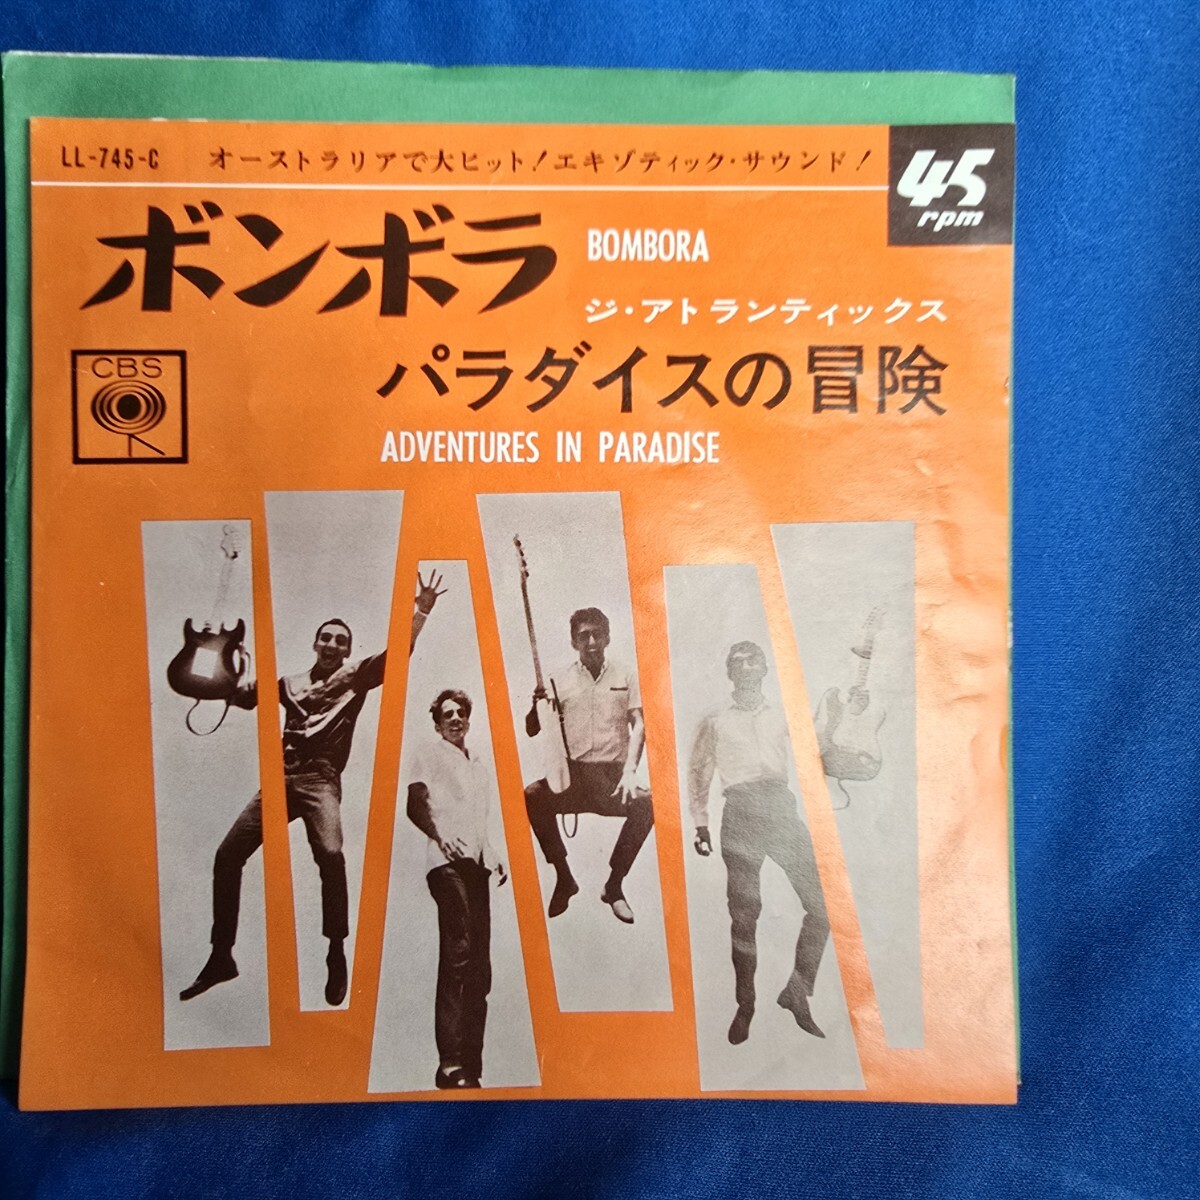 LL-745-C オーストラリアで大ヒット!エキゾティック・サウンド!
45
rpm
ボンボラ BOMBORA
ジ・アトランティックス
CBS
パラダイスの冒険
ADVENTURES IN PARADISE